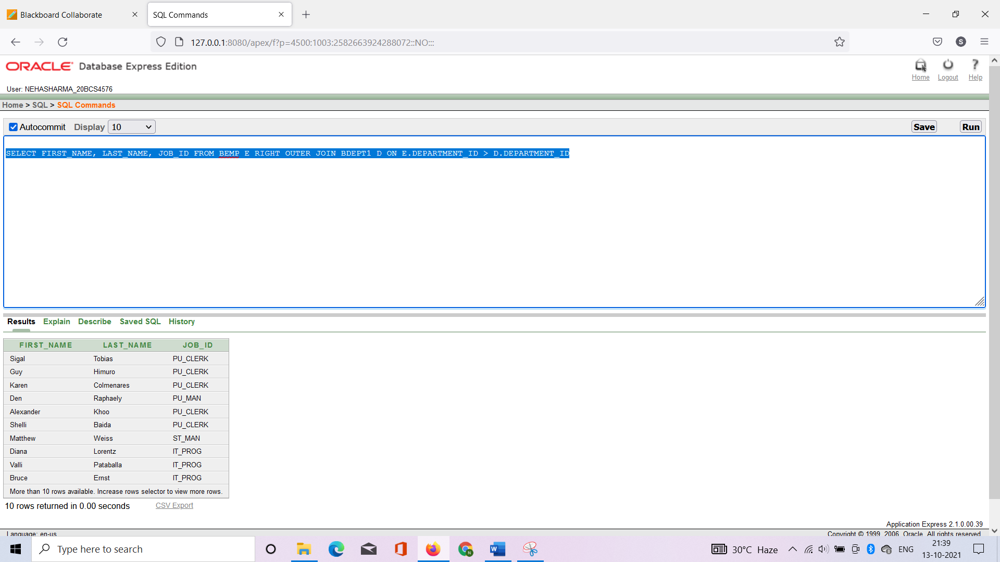 Blackboard Collaborate
SQL Commands
127.0.0.1:8080/apex/f?p=4500:1003:2582663924288072::NO:::
S
ORACLE Database Express Edition
Home Logout Help
User: NEHASHARMA_20BCS4576
Home > SQL > SQL Commands
Autocommit Display 10 Save Run
SELECT FIRST_NAME, LAST_NAME, JOB_ID FROM BEMP E RIGHT OUTER JOIN BDEPT1 D ON E.DEPARTMENT_ID > D.DEPARTMENT_ID
Results Explain Describe Saved SQL History
FIRST_NAME LAST_NAME JOB_ID
Sigal Tobias PU_CLERK
Guy Himuro PU_CLERK
Karen Colmenares PU_CLERK
Den Raphaely PU_MAN
Alexander Khoo PU_CLERK
Shelli Baida PU_CLERK
Matthew Weiss ST_MAN
Diana Lorentz IT_PROG
Valli Pataballa IT_PROG
Bruce Ernst IT_PROG
More than 10 rows available. Increase rows selector to view more rows.
10 rows returned in 0.00 seconds CSV Export
Application Express 2.1.0.00.39
Language: en-us Copyright © 1999, 2006, Oracle. All rights reserved.
Type here to search
30°C Haze
ENG
21:39
13-10-2021